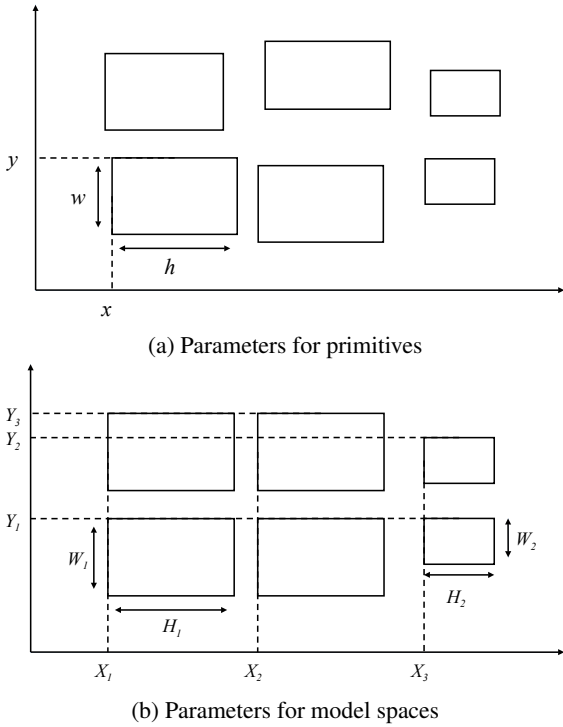 y
w
h
x
(a) Parameters for primitives
Y₃
Y₂
Y₁
W₁
W₂
H₁
H₂
X₁ X₂ X₃
(b) Parameters for model spaces